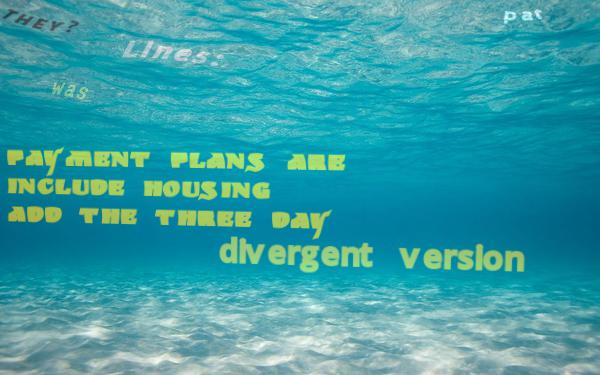 THEY?
pat
Lines:
was
PAYMENT PLANS ARE
INCLUDE HOUSING
ADD THE THREE DAY
divergent version